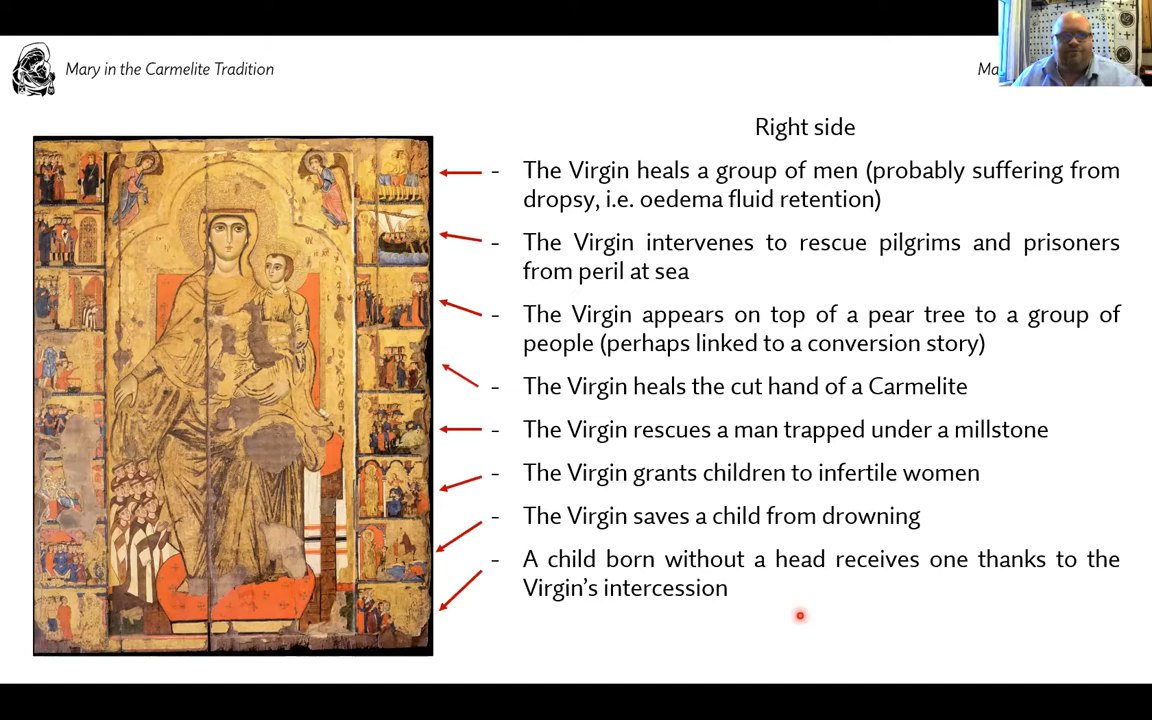 Mary in the Carmelite Tradition
Ma
Right side
- The Virgin heals a group of men (probably suffering from
dropsy, i.e. oedema fluid retention)
- The Virgin intervenes to rescue pilgrims and prisoners
from peril at sea
- The Virgin appears on top of a pear tree to a group of
people (perhaps linked to a conversion story)
- The Virgin heals the cut hand of a Carmelite
- The Virgin rescues a man trapped under a millstone
- The Virgin grants children to infertile women
- The Virgin saves a child from drowning
- A child born without a head receives one thanks to the
Virgin’s intercession